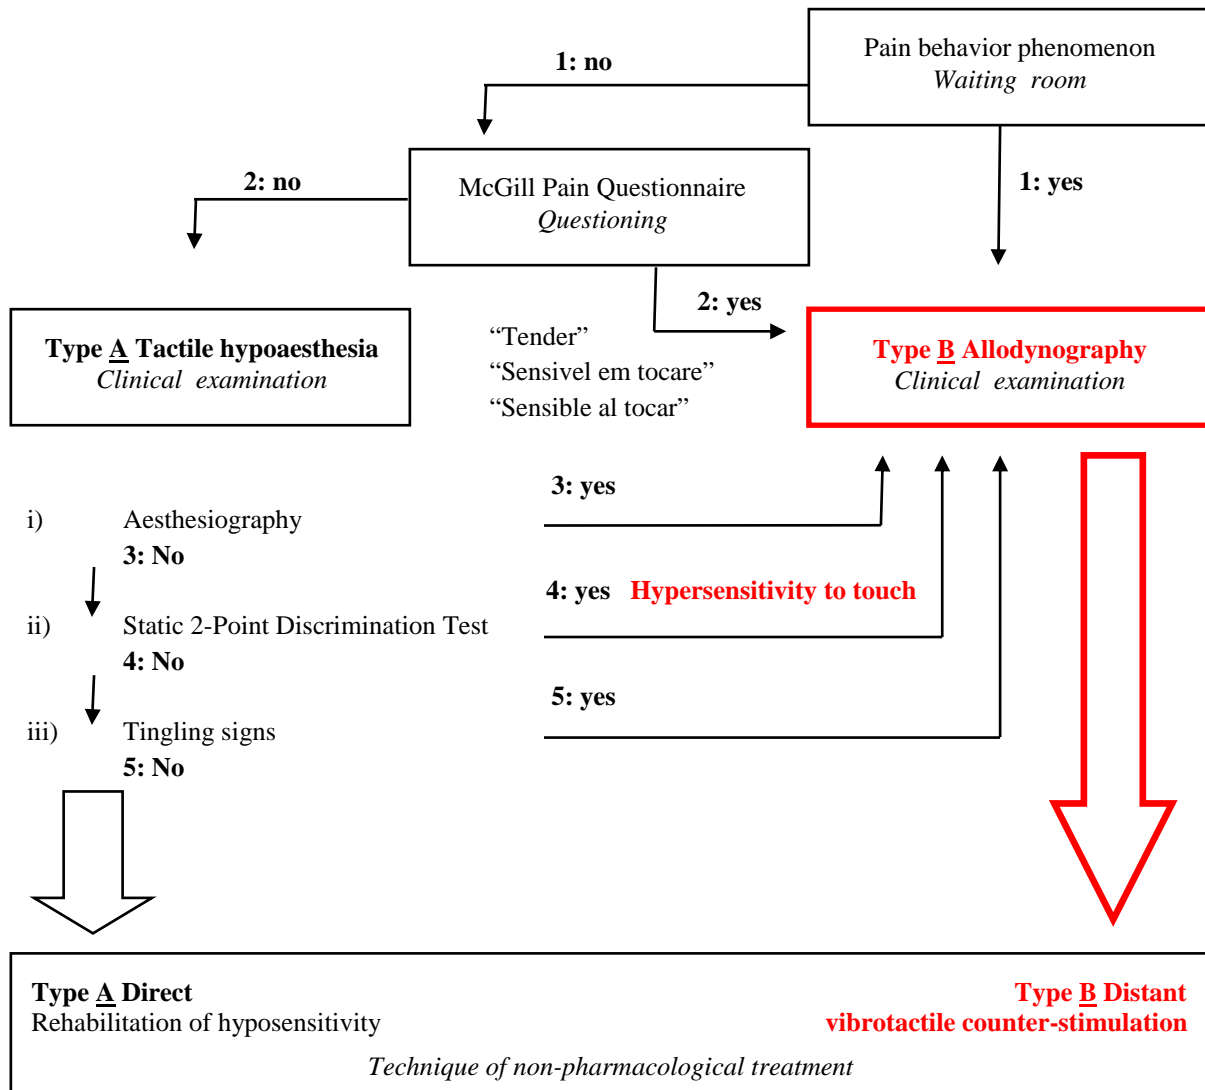 Pain behavior phenomenon
Waiting room
1: no
1: yes
McGill Pain Questionnaire
Questioning
2: no
2: yes
“Tender”
“Sensivel em tocare”
“Sensible al tocar”
Type A Tactile hypoaesthesia
Clinical examination
Type B Allodynography
Clinical examination
i) Aesthesiography
3: No
3: yes
ii) Static 2-Point Discrimination Test
4: No
4: yes Hypersensitivity to touch
iii) Tingling signs
5: No
5: yes
Type A Direct
Rehabilitation of hyposensitivity
Type B Distant
vibrotactile counter-stimulation
Technique of non-pharmacological treatment